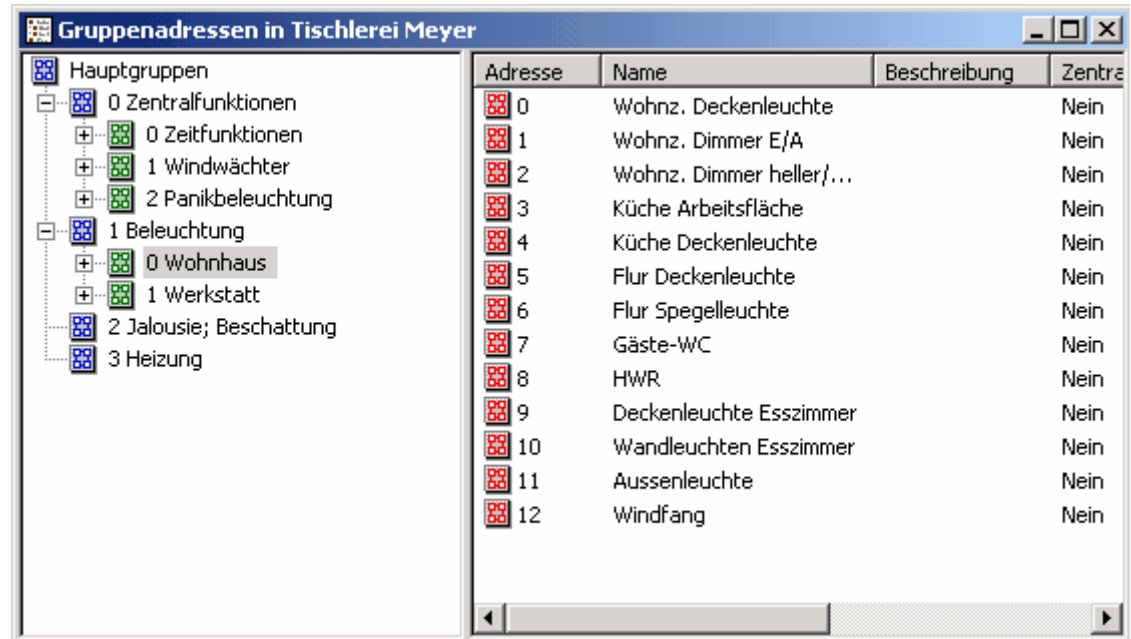 Gruppenadressen in Tischlerei Meyer
Hauptgruppen
0 Zentralfunktionen
0 Zeitfunktionen
1 Windwächter
2 Panikbeleuchtung
1 Beleuchtung
0 Wohnhaus
1 Werkstatt
2 Jalousie; Beschattung
3 Heizung
Adresse Name Beschreibung Zentra
0 Wohnz. Deckenleuchte Nein
1 Wohnz. Dimmer E/A Nein
2 Wohnz. Dimmer heller/... Nein
3 Küche Arbeitsfläche Nein
4 Küche Deckenleuchte Nein
5 Flur Deckenleuchte Nein
6 Flur Spegelleuchte Nein
7 Gäste-WC Nein
8 HWR Nein
9 Deckenleuchte Esszimmer Nein
10 Wandleuchten Esszimmer Nein
11 Aussenleuchte Nein
12 Windfang Nein